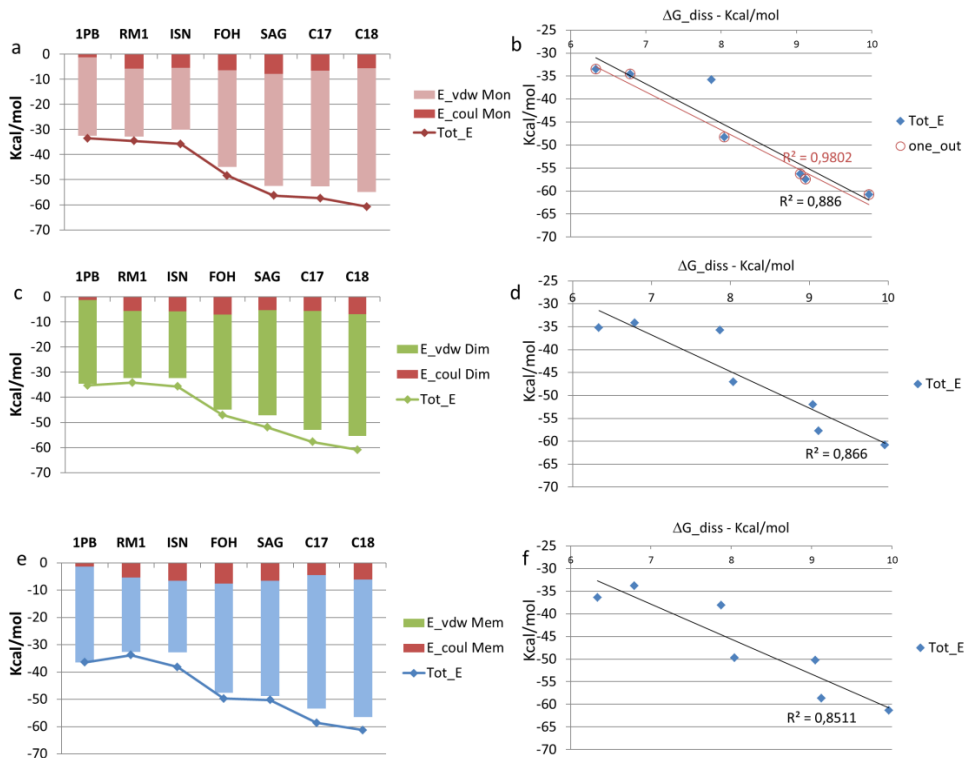 a
1PB RM1 ISN FOH SAG C17 C18
0
-10
-20
-30
-40
-50
-60
-70
Kcal/mol
E_vdw Mon
E_coul Mon
Tot_E
b
ΔG_diss - Kcal/mol
6 7 8 9 10
-25
-30
-35
-40
-45
-50
-55
-60
-65
-70
Kcal/mol
R² = 0,9802
R² = 0,886
Tot_E
one_out
c
1PB RM1 ISN FOH SAG C17 C18
0
-10
-20
-30
-40
-50
-60
-70
Kcal/mol
E_vdw Dim
E_coul Dim
Tot_E
d
ΔG_diss - Kcal/mol
6 7 8 9 10
-25
-30
-35
-40
-45
-50
-55
-60
-65
-70
Kcal/mol
R² = 0,866
Tot_E
e
1PB RM1 ISN FOH SAG C17 C18
0
-10
-20
-30
-40
-50
-60
-70
Kcal/mol
E_vdw Mem
E_coul Mem
Tot_E
f
ΔG_diss - Kcal/mol
6 7 8 9 10
-25
-30
-35
-40
-45
-50
-55
-60
-65
-70
Kcal/mol
R² = 0,8511
Tot_E